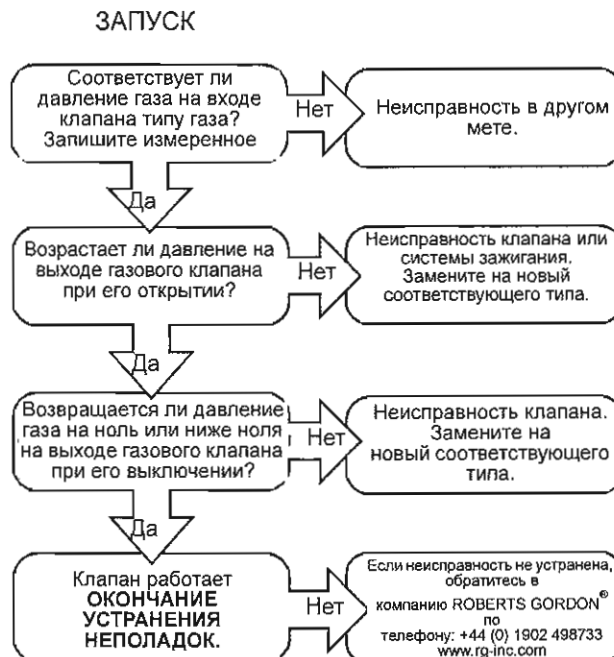 ЗАПУСК
Соответствует ли
давление газа на входе
клапана типу газа?
Запишите измеренное
Нет
Неисправность в другом
мете.
Да
Возрастает ли давление на
выходе газового клапана
при его открытии?
Нет
Неисправность клапана или
системы зажигания.
Замените на новый
соответствующего типа.
Да
Возвращается ли давление
газа на ноль или ниже ноля
на выходе газового клапана
при его выключении?
Нет
Неисправность клапана.
Замените на
новый соответствующего
типа.
Да
Клапан работает
ОКОНЧАНИЕ
УСТРАНЕНИЯ
НЕПОЛАДОК.
Нет
Если неисправность не устранена,
обратитесь в
компанию ROBERTS GORDON®
по
телефону: +44 (0) 1902 498733
www.rg-inc.com